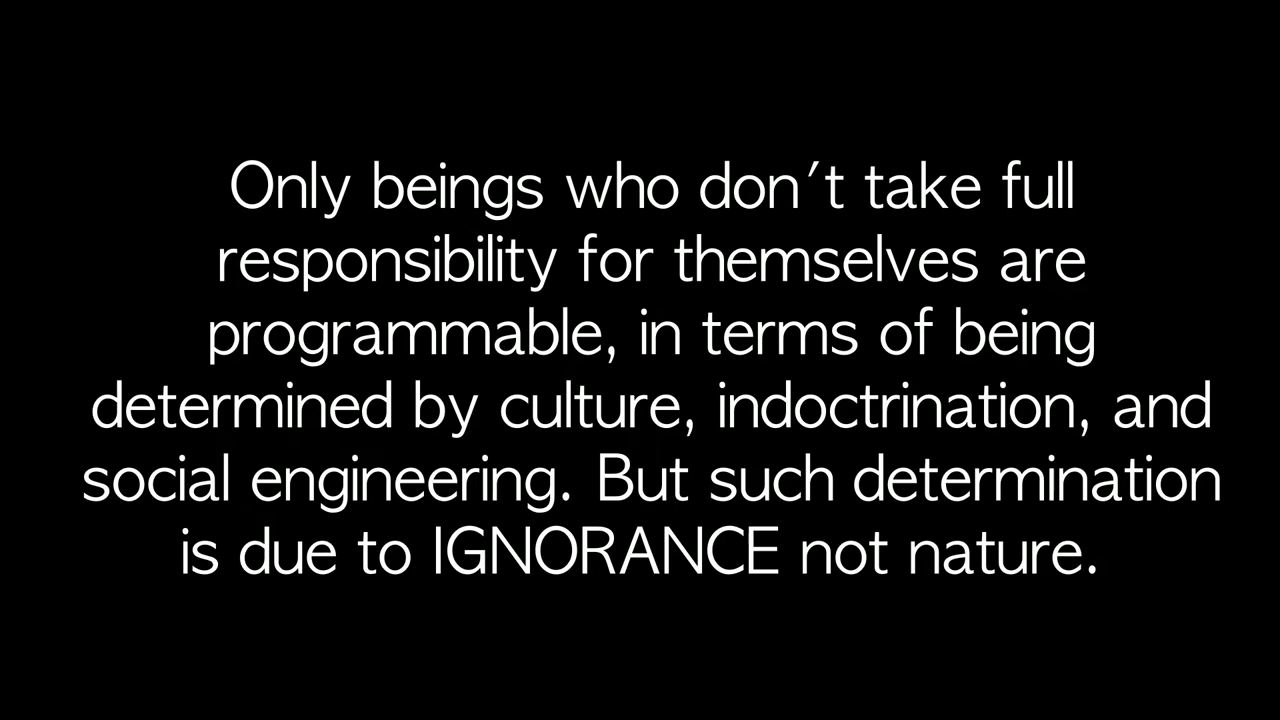 Only beings who don't take full
responsibility for themselves are
programmable, in terms of being
determined by culture, indoctrination, and
social engineering. But such determination
is due to IGNORANCE not nature.